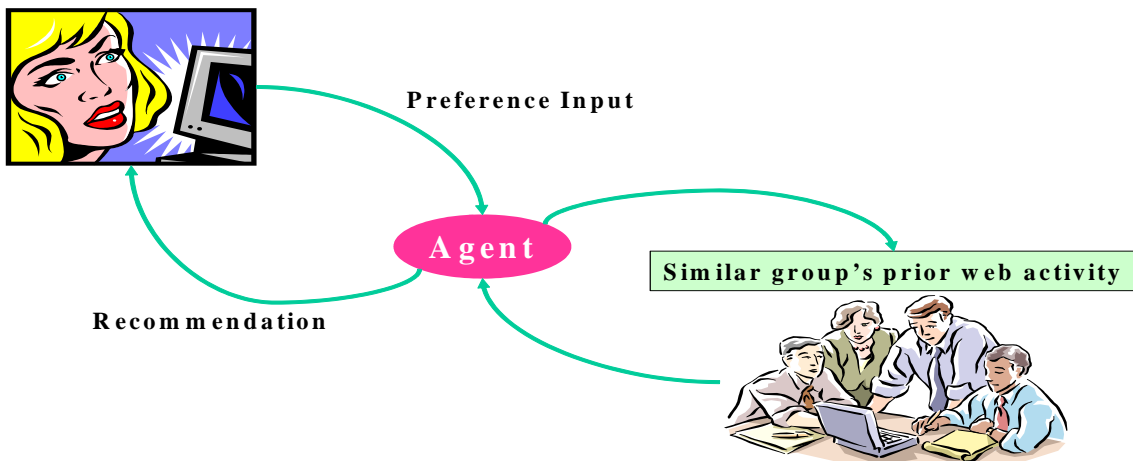 Preference Input
Agent
Similar group’s prior web activity
Recommendation